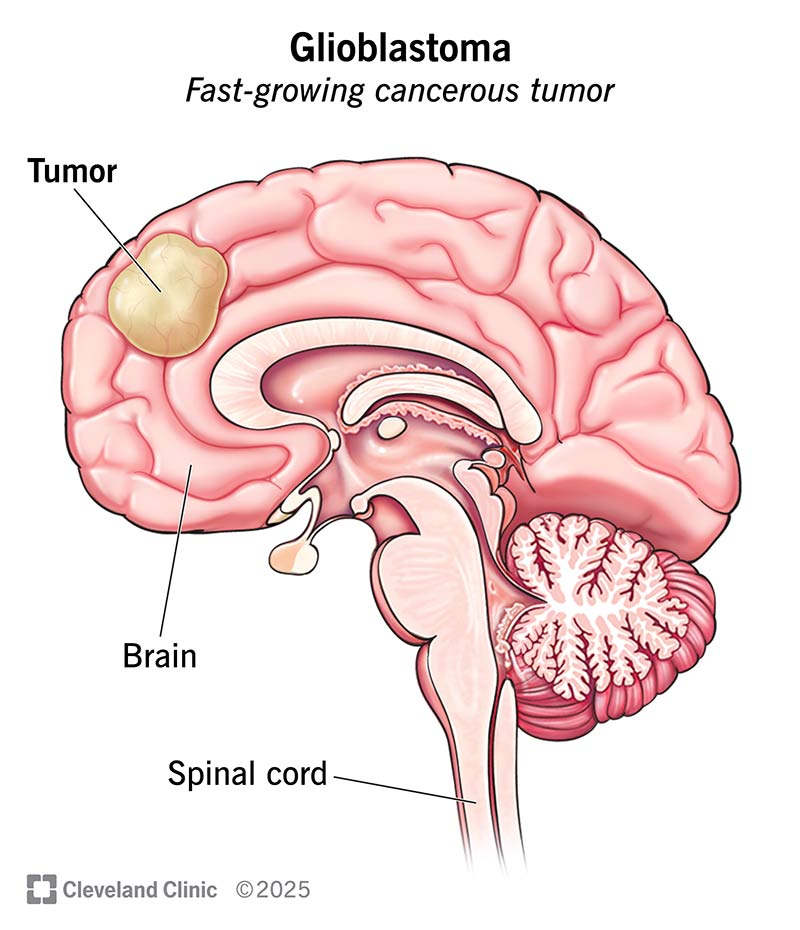 Glioblastoma
Fast-growing cancerous tumor
Tumor
Brain
Spinal cord
Cleveland Clinic ©2025